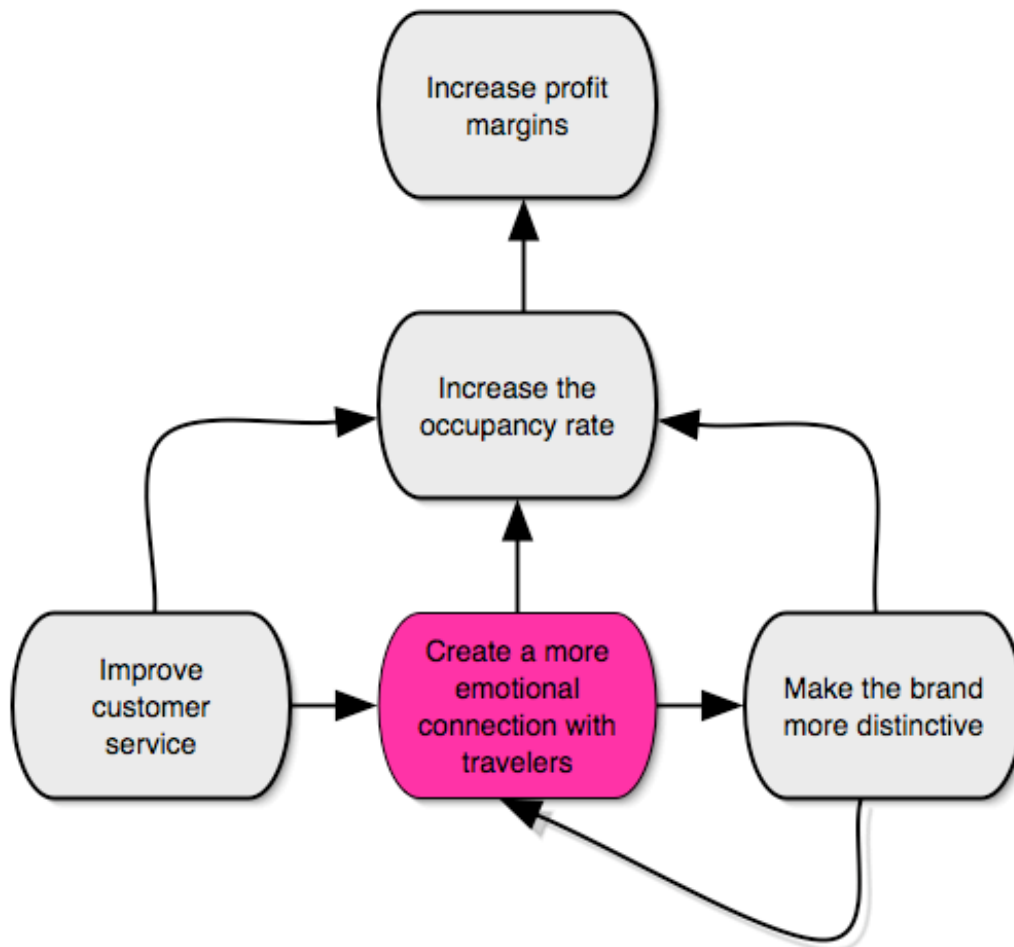 Increase profit
margins
Increase the
occupancy rate
Improve
customer
service
Create a more
emotional
connection with
travelers
Make the brand
more distinctive